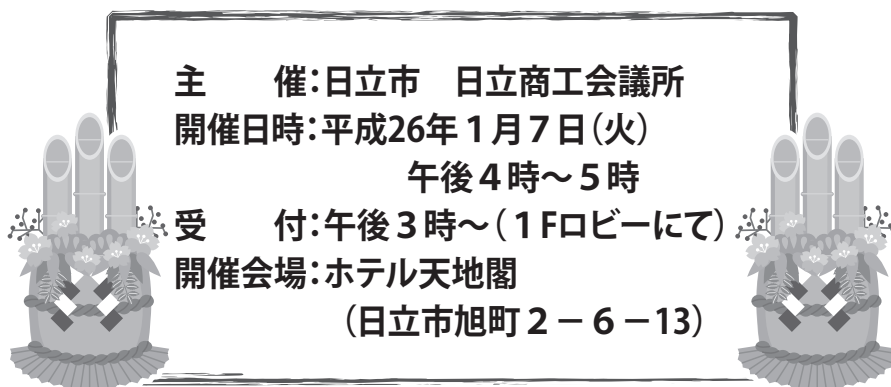 主　　催：日立市　日立商工会議所
開催日時：平成26年１月７日（火）
午後４時～５時
受　　付：午後３時～（１Fロビーにて）
開催会場：ホテル天地閣
（日立市旭町２－６－13）